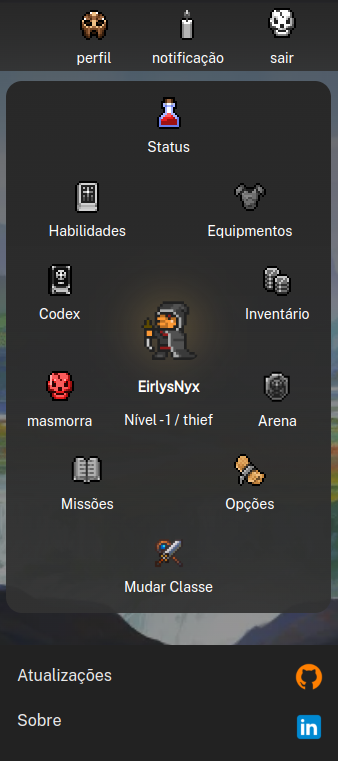 perfil notificação sair
Status
Habilidades Equipmentos
Codex Inventário
EirlysNyx
masmorra Nível - 1 / thief Arena
Missões Opções
Mudar Classe
Atualizações
Sobre
in